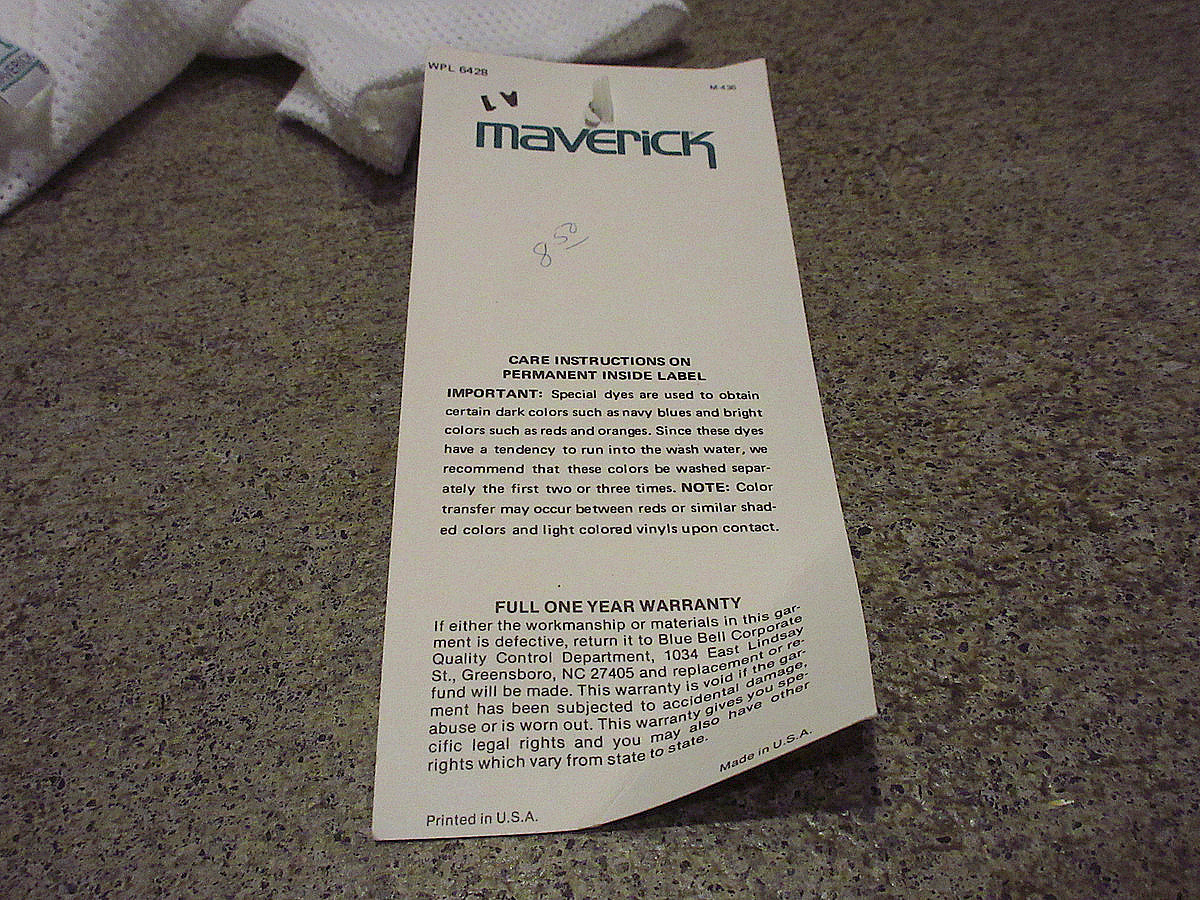 WPL 6428
M-436
A1
maverick
8 50
CARE INSTRUCTIONS ON
PERMANENT INSIDE LABEL
IMPORTANT: Special dyes are used to obtain
certain dark colors such as navy blues and bright
colors such as reds and oranges. Since these dyes
have a tendency to run into the wash water, we
recommend that these colors be washed separ-
ately the first two or three times. NOTE: Color
transfer may occur between reds or similar shad-
ed colors and light colored vinyls upon contact.
FULL ONE YEAR WARRANTY
If either the workmanship or materials in this gar-
ment is defective, return it to Blue Bell Corporate
Quality Control Department, 1034 East Lindsay
St., Greensboro, NC 27405 and replacement or re-
fund will be made. This warranty is void if the gar-
ment has been subjected to accidental damage,
abuse or is worn out. This warranty gives you spe-
cific legal rights and you may also have other
rights which vary from state to state.
Made in U.S.A.
Printed in U.S.A.